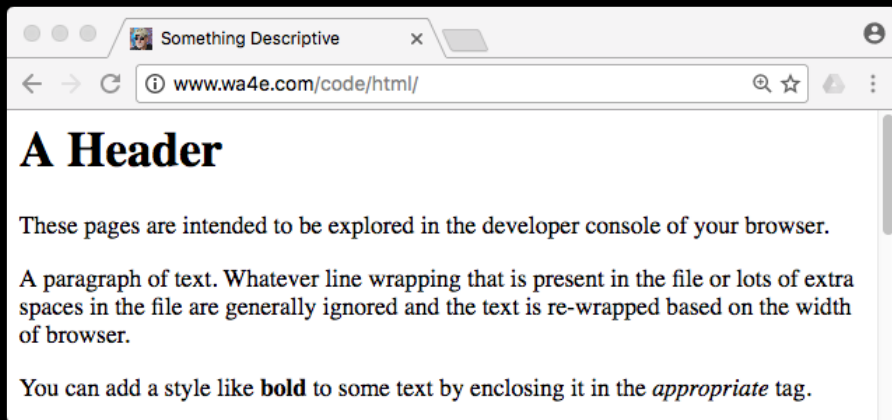 Something Descriptive
www.wa4e.com/code/html/
A Header
These pages are intended to be explored in the developer console of your browser.
A paragraph of text. Whatever line wrapping that is present in the file or lots of extra
spaces in the file are generally ignored and the text is re-wrapped based on the width
of browser.
You can add a style like bold to some text by enclosing it in the appropriate tag.